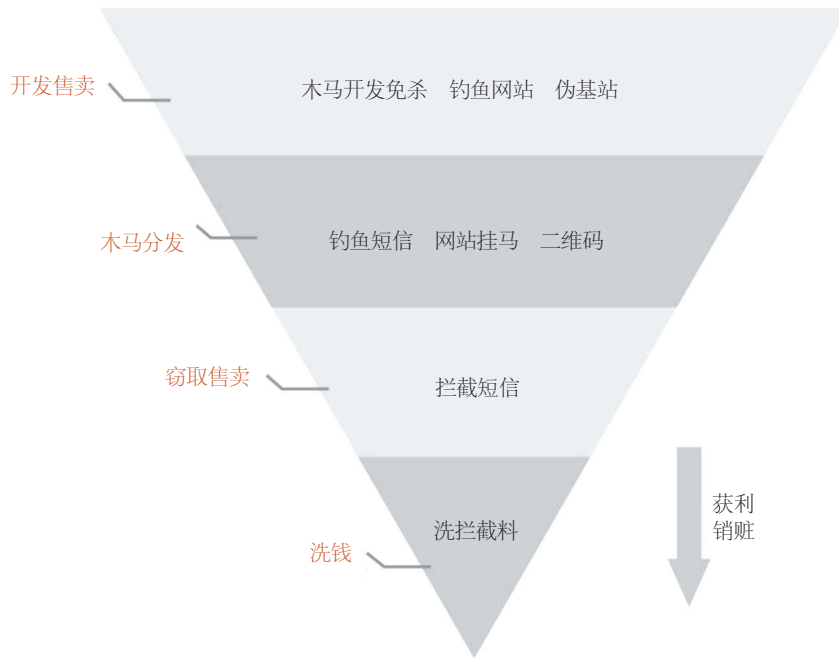 开发售卖
木马开发免杀 钓鱼网站 伪基站
木马分发
钓鱼短信 网站挂马 二维码
窃取售卖
拦截短信
洗钱
洗拦截料
获利
销赃